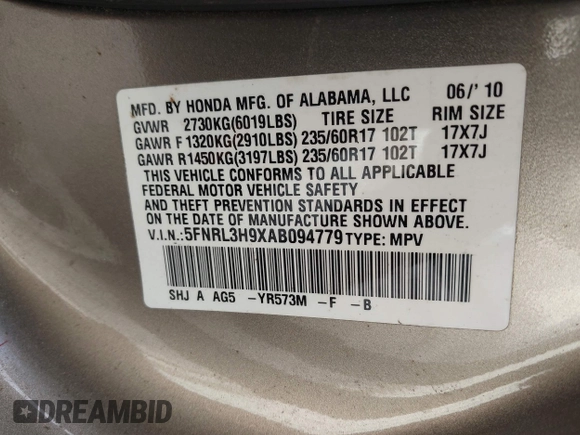 MFD. BY HONDA MFG. OF ALABAMA, LLC 06/' 10
GVWR 2730KG(6019LBS) TIRE SIZE RIM SIZE
GAWR F1320KG(2910LBS) 235/60R17 102T 17X7J
GAWR R1450KG(3197LBS) 235/60R17 102T 17X7J
THIS VEHICLE CONFORMS TO ALL APPLICABLE
FEDERAL MOTOR VEHICLE SAFETY
AND THEFT PREVENTION STANDARDS IN EFFECT
ON THE DATE OF MANUFACTURE SHOWN ABOVE.
V.I.N.:5FNRL3H9XAB094779 TYPE: MPV
SHJ A AG5 -YR573M -F -B
DREAMBID